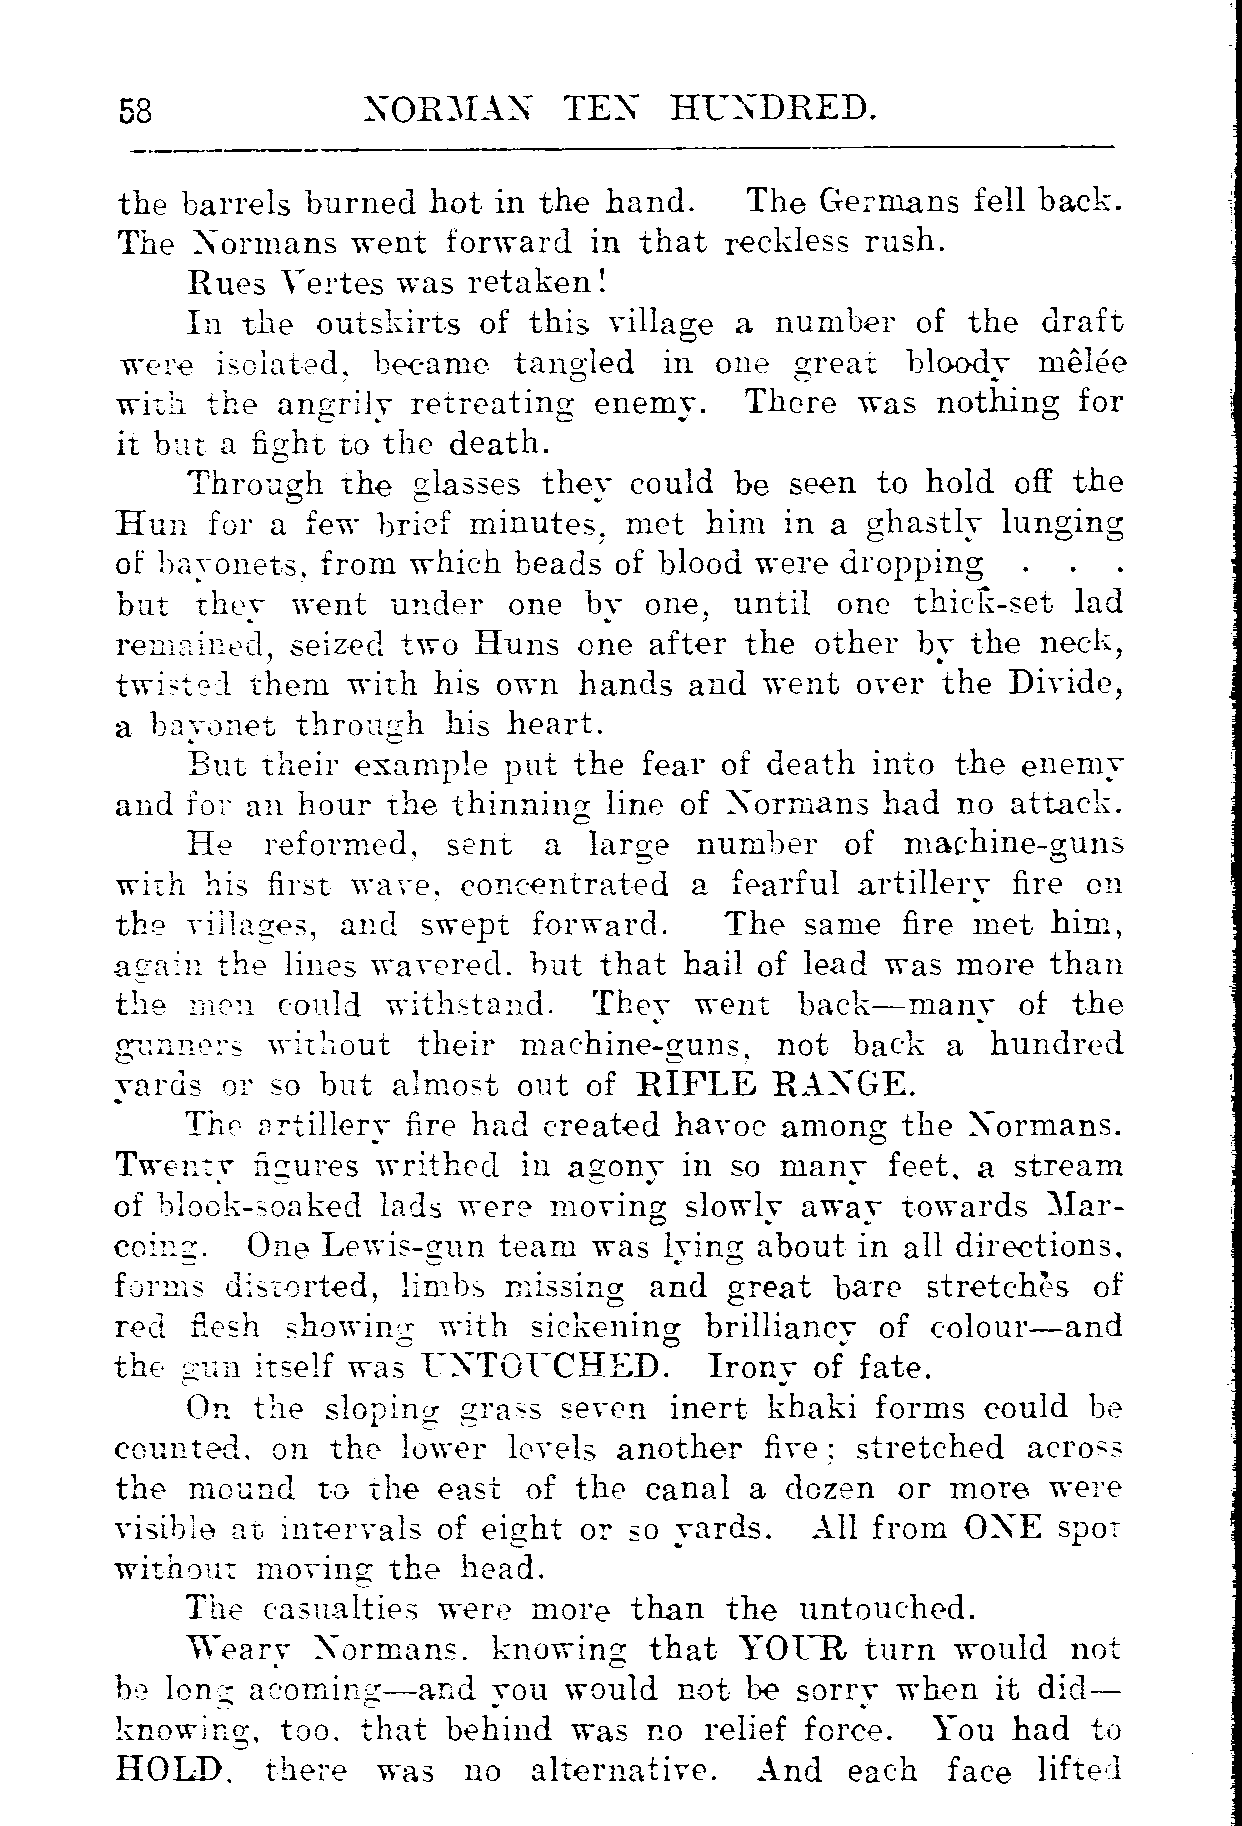 58 NORMAN TEN HUNDRED.
the barrels burned hot in the hand. The Germans fell back.
The Normans went forward in that reckless rush.
Rues Vertes was retaken!
In the outskirts of this village a number of the draft
were isolated, became tangled in one great bloody mêlée
with the angrily retreating enemy. There was nothing for
it but a fight to the death.
Through the glasses they could be seen to hold off the
Hun for a few brief minutes, met him in a ghastly lunging
of bayonets, from which beads of blood were dropping . . .
but they went under one by one, until one thick-set lad
remained, seized two Huns one after the other by the neck,
twisted them with his own hands and went over the Divide,
a bayonet through his heart.
But their example put the fear of death into the enemy
and for an hour the thinning line of Normans had no attack.
He reformed, sent a large number of machine-guns
with his first wave, concentrated a fearful artillery fire on
the villages, and swept forward. The same fire met him,
again the lines wavered. but that hail of lead was more than
the men could withstand. They went back—many of the
gunners without their machine-guns, not back a hundred
yards or so but almost out of RIFLE RANGE.
The artillery fire had created havoc among the Normans.
Twenty figures writhed in agony in so many feet, a stream
of blook-soaked lads were moving slowly away towards Mar-
coing. One Lewis-gun team was lying about in all directions,
forms distorted, limbs missing and great bare stretches of
red flesh showing with sickening brilliancy of colour—and
the gun itself was UNTOUCHED. Irony of fate.
On the sloping grass seven inert khaki forms could be
counted, on the lower levels another five; stretched across
the mound to the east of the canal a dozen or more were
visible at intervals of eight or so yards. All from ONE spot
without moving the head.
The casualties were more than the untouched.
Weary Normans. knowing that YOUR turn would not
be long acoming—and you would not be sorry when it did—
knowing, too, that behind was no relief force. You had to
HOLD, there was no alternative. And each face lifted